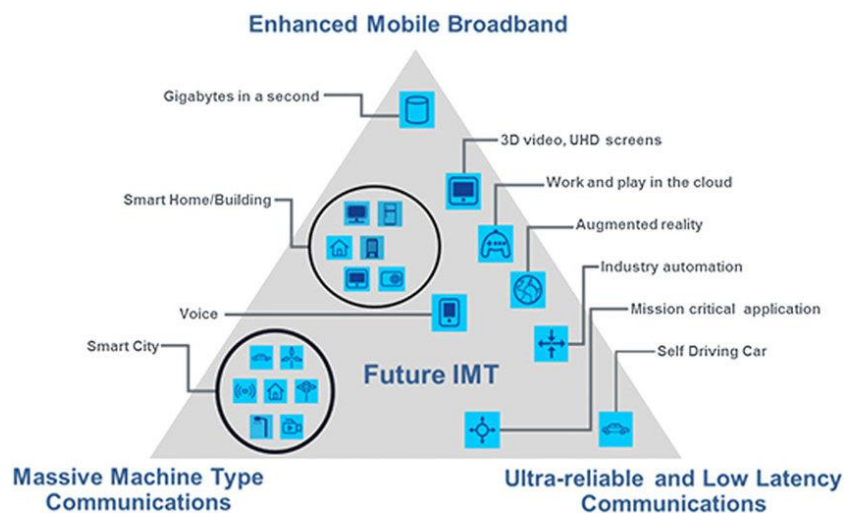 Enhanced Mobile Broadband
Gigabytes in a second
3D video, UHD screens
Smart Home/Building
Work and play in the cloud
Augmented reality
Industry automation
Voice
Mission critical application
Smart City
Self Driving Car
Future IMT
Massive Machine Type
Communications
Ultra-reliable and Low Latency
Communications